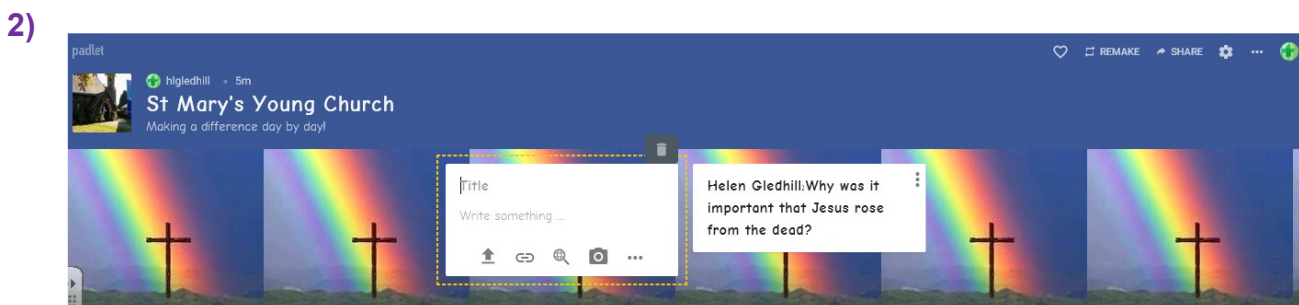 2)
padlet
REMAKE SHARE
hlgledhill • 5m
St Mary's Young Church
Making a difference day by day!
Title
Write something ...
Helen Gledhill:Why was it
important that Jesus rose
from the dead?